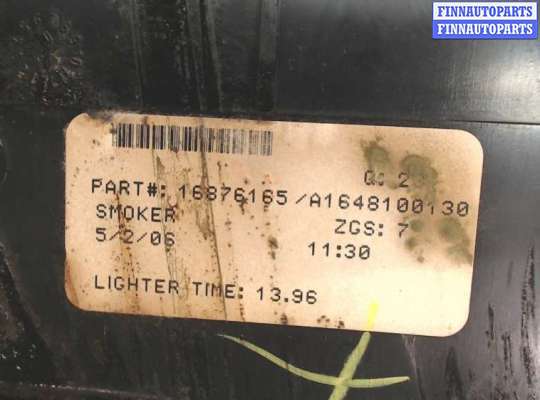 FINNAUTOPARTS
FINNAUTOPARTS
Q: 2
PART#: 16876165/A1648100130
SMOKER ZGS: 7
5/2/06 11:30
LIGHTER TIME: 13.96